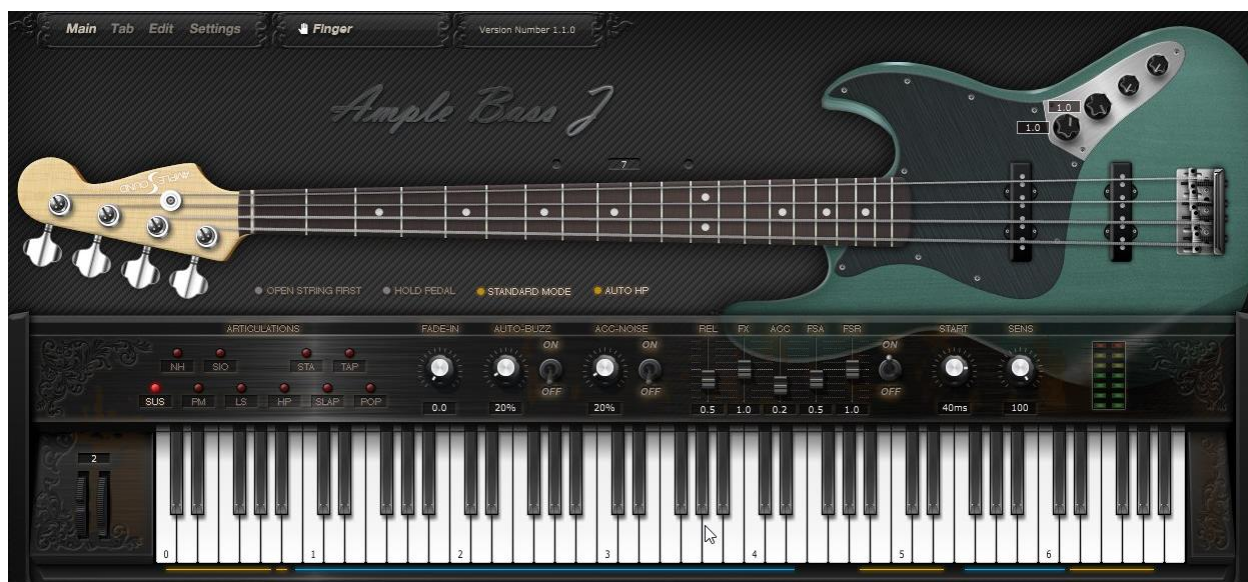 Main Tab Edit Settings Finger Version Number 1.1.0
Ample Bass J
1.0
1.0
7
AMPLE SOUND
OPEN STRING FIRST HOLD PEDAL STANDARD MODE AUTO HP
ARTICULATIONS FADE-IN AUTO-BUZZ ACC-NOISE REL FX ACC FSA FSR START SENS
ON ON ON
NH SIO STA TAP
OFF OFF OFF
SUS PM LS HP SLAP POP
0.0 20% 20% 0.5 1.0 0.2 0.5 1.0 40ms 100
2
0 1 2 3 4 5 6